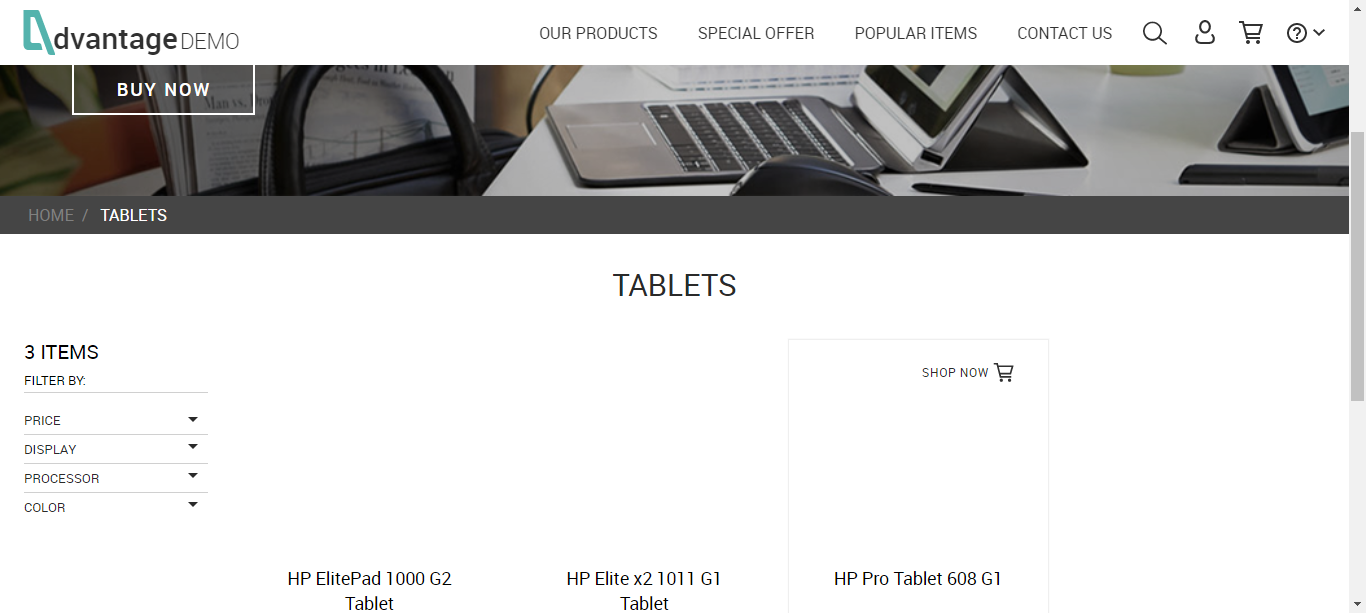 dvantage DEMO
OUR PRODUCTS
SPECIAL OFFER
POPULAR ITEMS
CONTACT US
BUY NOW
HOME / TABLETS
TABLETS
3 ITEMS
FILTER BY:
PRICE
DISPLAY
PROCESSOR
COLOR
SHOP NOW
HP ElitePad 1000 G2
Tablet
HP Elite x2 1011 G1
Tablet
HP Pro Tablet 608 G1